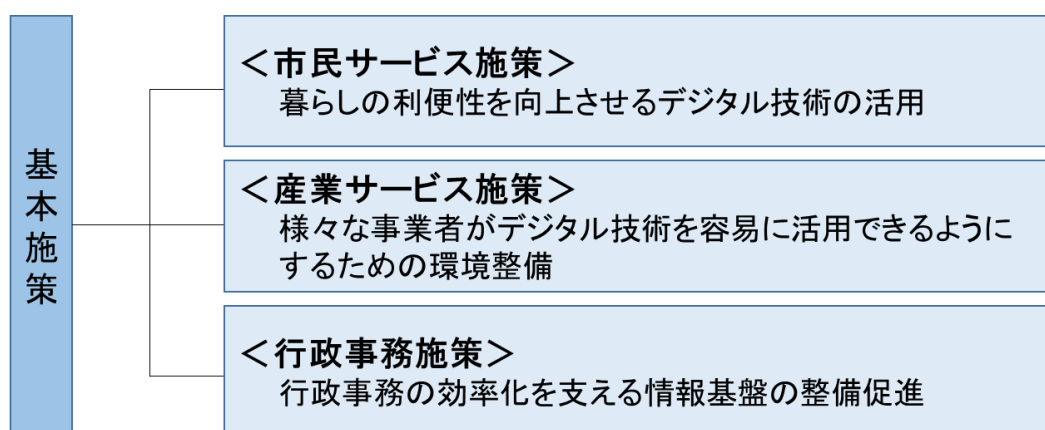 基本施策
＜市民サービス施策＞
暮らしの利便性を向上させるデジタル技術の活用
＜産業サービス施策＞
様々な事業者がデジタル技術を容易に活用できるように
するための環境整備
＜行政事務施策＞
行政事務の効率化を支える情報基盤の整備促進